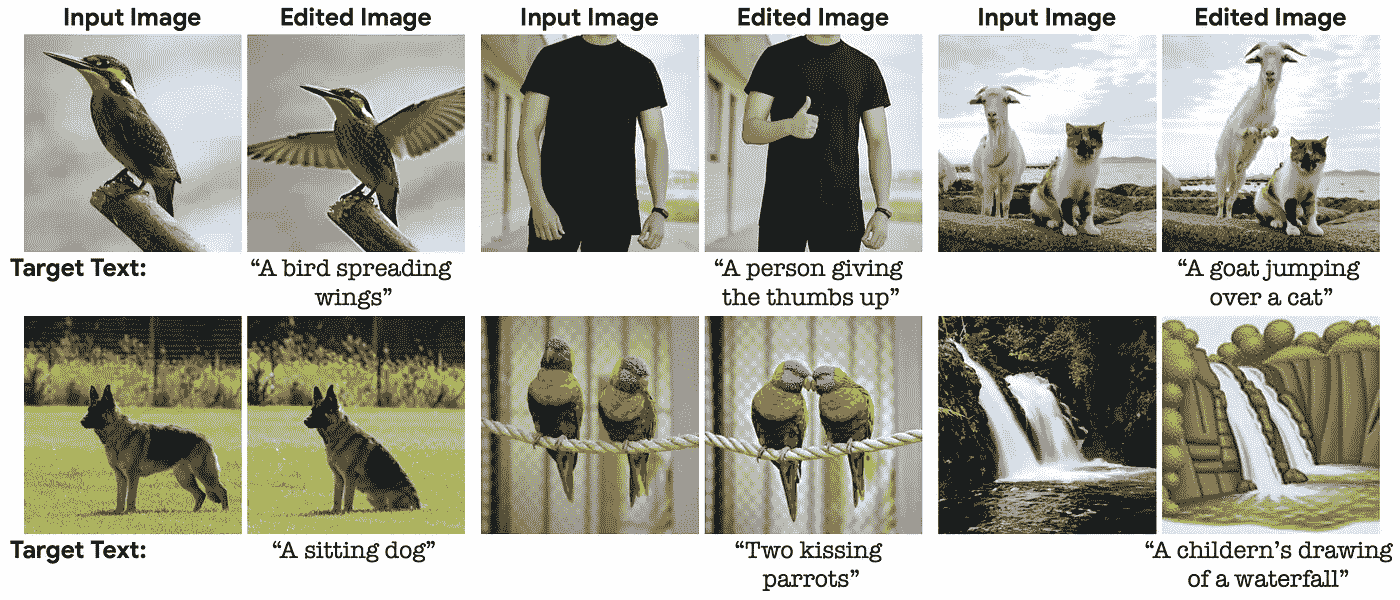 Input Image Edited Image Input Image Edited Image Input Image Edited Image
Target Text: “A bird spreading “A person giving “A goat jumping
wings” the thumbs up” over a cat”
Target Text: “A sitting dog” “Two kissing “A childern’s drawing
parrots” of a waterfall”